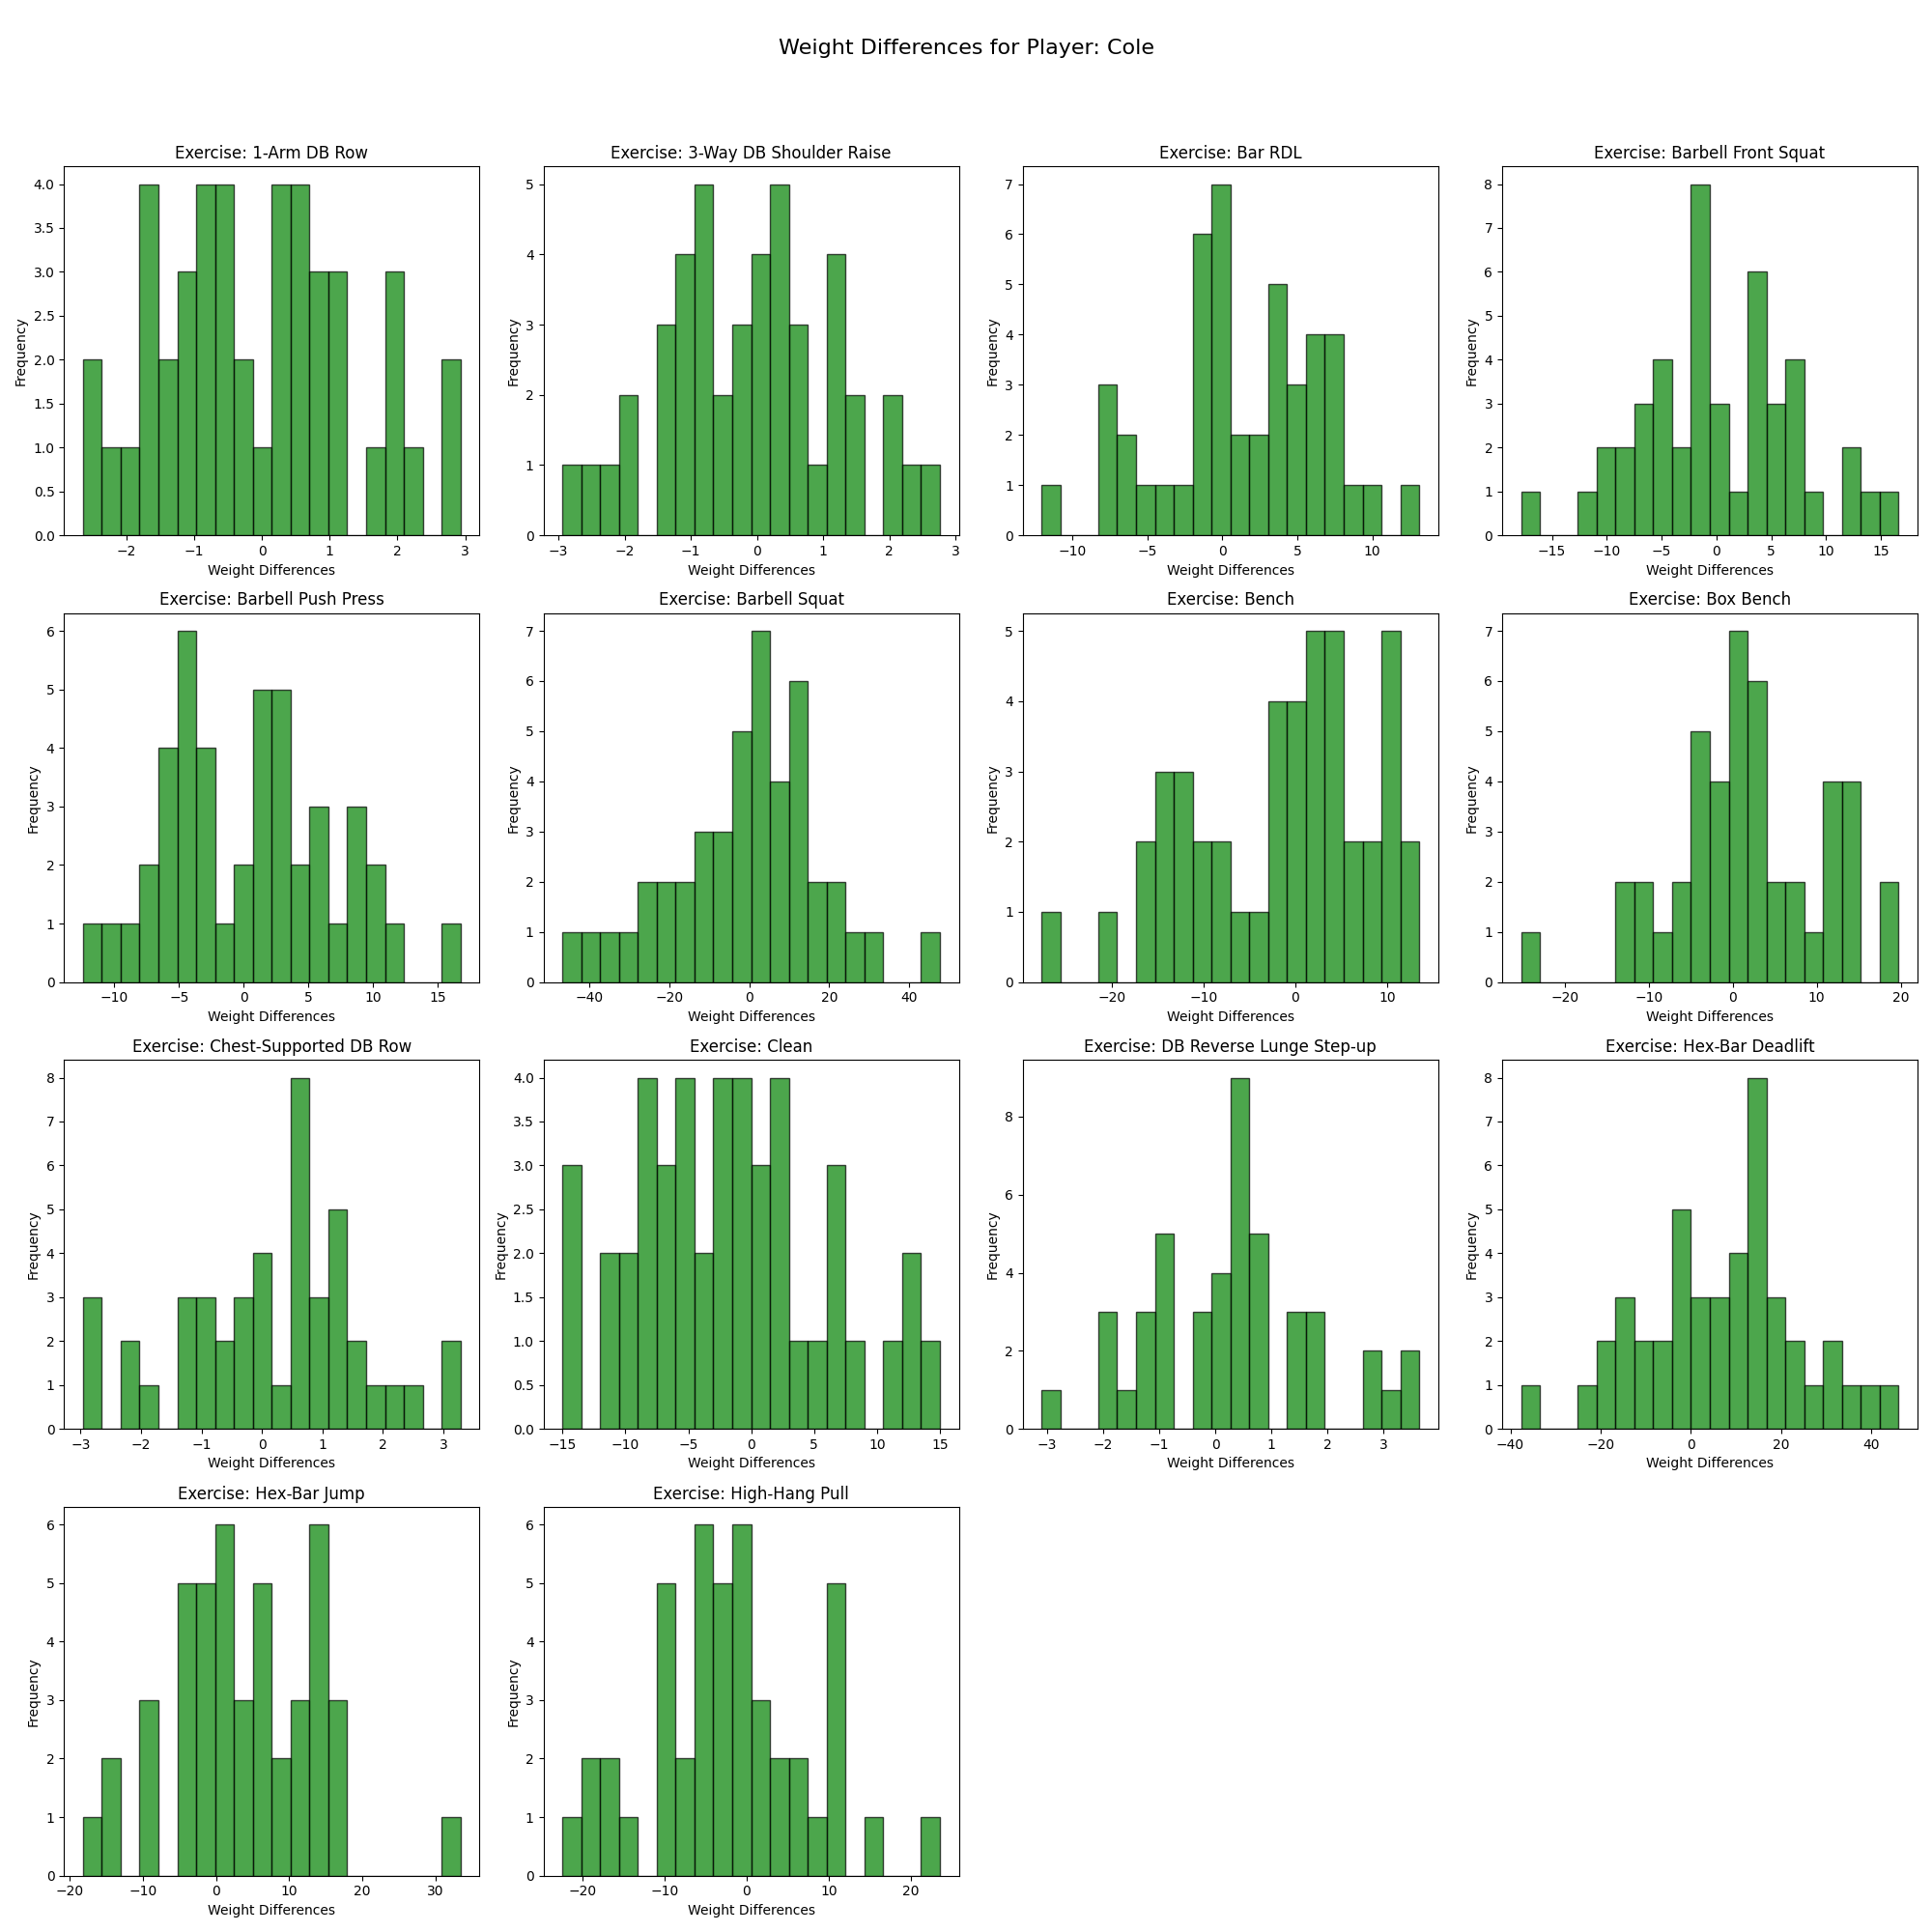 Weight Differences for Player: Cole
Exercise: 1-Arm DB Row
Frequency
4.0
3.5
3.0
2.5
2.0
1.5
1.0
0.5
0.0
−2 −1 0 1 2 3
Weight Differences
Exercise: 3-Way DB Shoulder Raise
Frequency
5
4
3
2
1
0
−3 −2 −1 0 1 2 3
Weight Differences
Exercise: Bar RDL
Frequency
7
6
5
4
3
2
1
0
−10 −5 0 5 10
Weight Differences
Exercise: Barbell Front Squat
Frequency
8
7
6
5
4
3
2
1
0
−15 −10 −5 0 5 10 15
Weight Differences
Exercise: Barbell Push Press
Frequency
6
5
4
3
2
1
0
−10 −5 0 5 10 15
Weight Differences
Exercise: Barbell Squat
Frequency
7
6
5
4
3
2
1
0
−40 −20 0 20 40
Weight Differences
Exercise: Bench
Frequency
5
4
3
2
1
0
−20 −10 0 10
Weight Differences
Exercise: Box Bench
Frequency
7
6
5
4
3
2
1
0
−20 −10 0 10 20
Weight Differences
Exercise: Chest-Supported DB Row
Frequency
8
7
6
5
4
3
2
1
0
−3 −2 −1 0 1 2 3
Weight Differences
Exercise: Clean
Frequency
4.0
3.5
3.0
2.5
2.0
1.5
1.0
0.5
0.0
−15 −10 −5 0 5 10 15
Weight Differences
Exercise: DB Reverse Lunge Step-up
Frequency
8
6
4
2
0
−3 −2 −1 0 1 2 3
Weight Differences
Exercise: Hex-Bar Deadlift
Frequency
8
7
6
5
4
3
2
1
0
−40 −20 0 20 40
Weight Differences
Exercise: Hex-Bar Jump
Frequency
6
5
4
3
2
1
0
−20 −10 0 10 20 30
Weight Differences
Exercise: High-Hang Pull
Frequency
6
5
4
3
2
1
0
−20 −10 0 10 20
Weight Differences